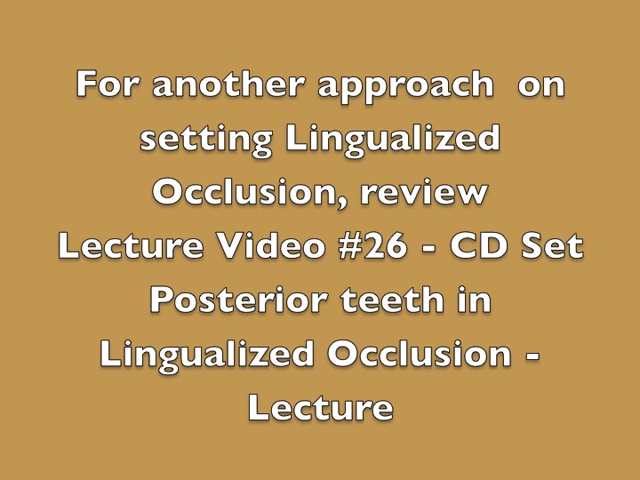 For another approach  on
setting Lingualized
Occlusion, review
Lecture Video #26 - CD Set
Posterior teeth in
Lingualized Occlusion -
Lecture